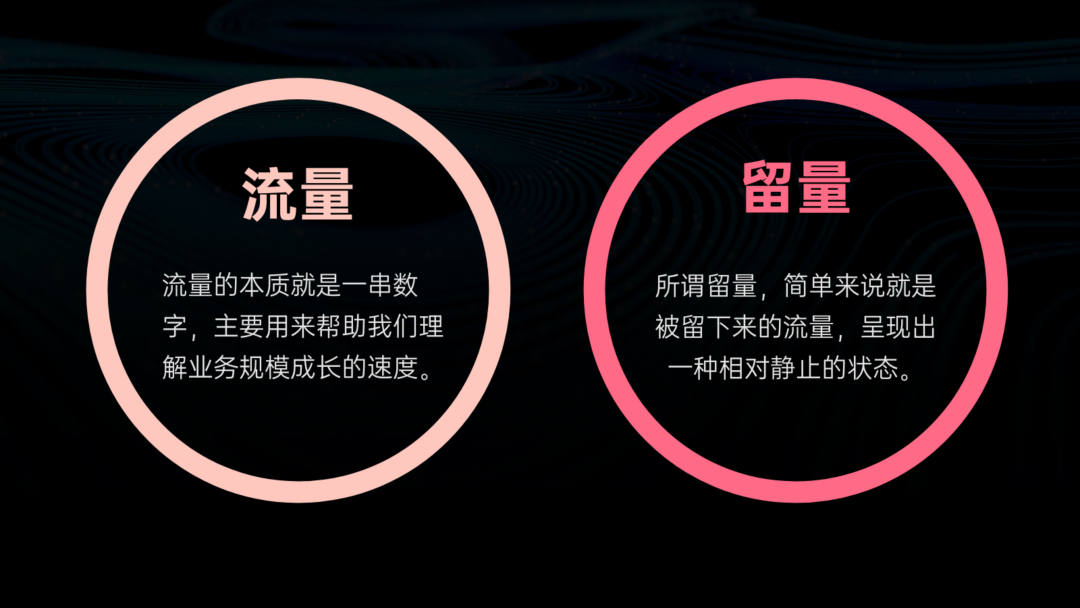 流量
流量的本质就是一串数
字，主要用来帮助我们理
解业务规模成长的速度。
留量
所谓留量，简单来说就是
被留下来的流量，呈现出
一种相对静止的状态。